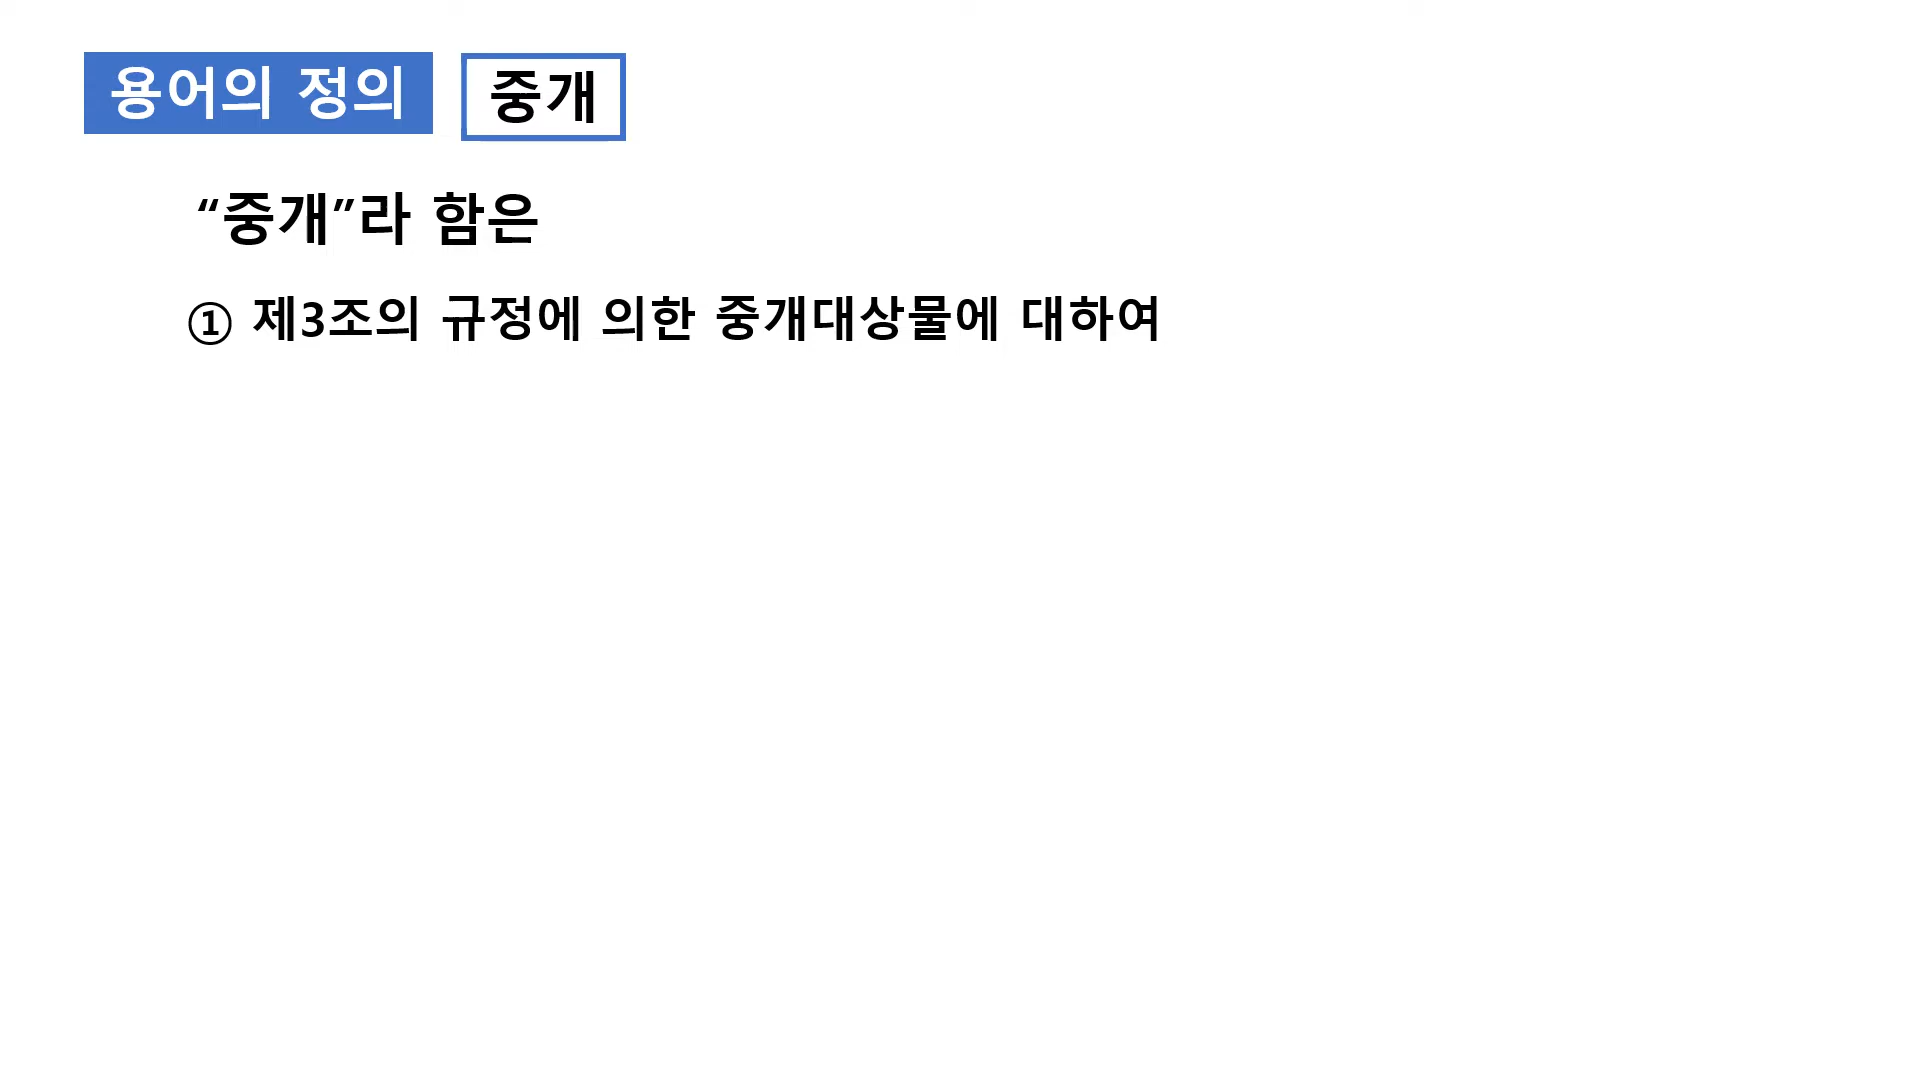 용어의 정의 중개
“중개”라 함은
① 제3조의 규정에 의한 중개대상물에 대하여